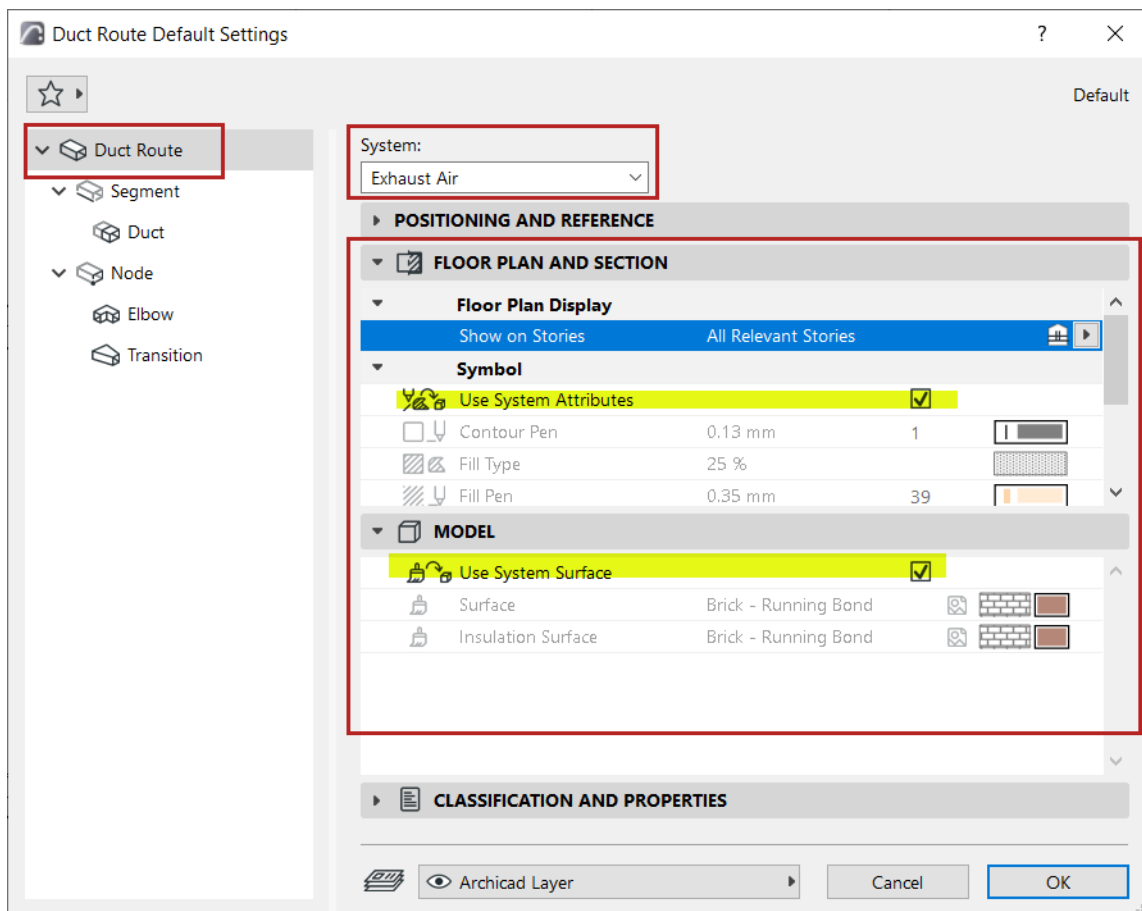 Duct Route Default Settings ?
Default
Duct Route
Segment
Duct
Node
Elbow
Transition
System:
Exhaust Air
POSITIONING AND REFERENCE
FLOOR PLAN AND SECTION
Floor Plan Display
Show on Stories All Relevant Stories
Symbol
Use System Attributes
Contour Pen 0.13 mm 1
Fill Type 25 %
Fill Pen 0.35 mm 39
MODEL
Use System Surface
Surface Brick - Running Bond
Insulation Surface Brick - Running Bond
CLASSIFICATION AND PROPERTIES
Archicad Layer Cancel OK